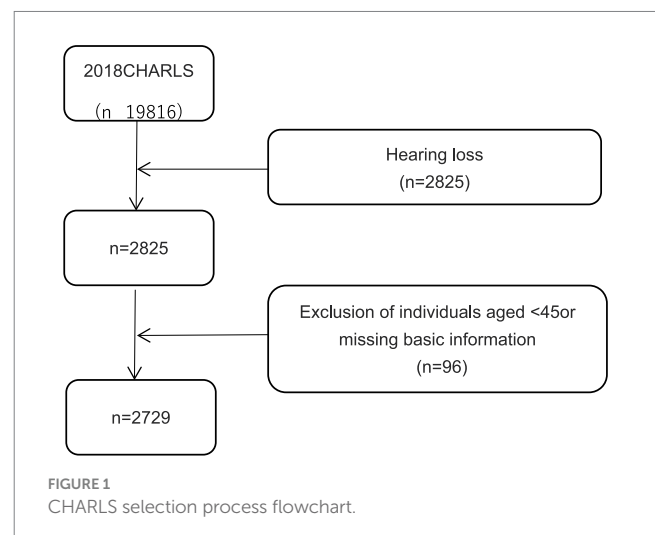 2018CHARLS
(n 19816)
Hearing loss
(n=2825)
n=2825
Exclusion of individuals aged <45or
missing basic information
(n=96)
n=2729
FIGURE 1
CHARLS selection process flowchart.